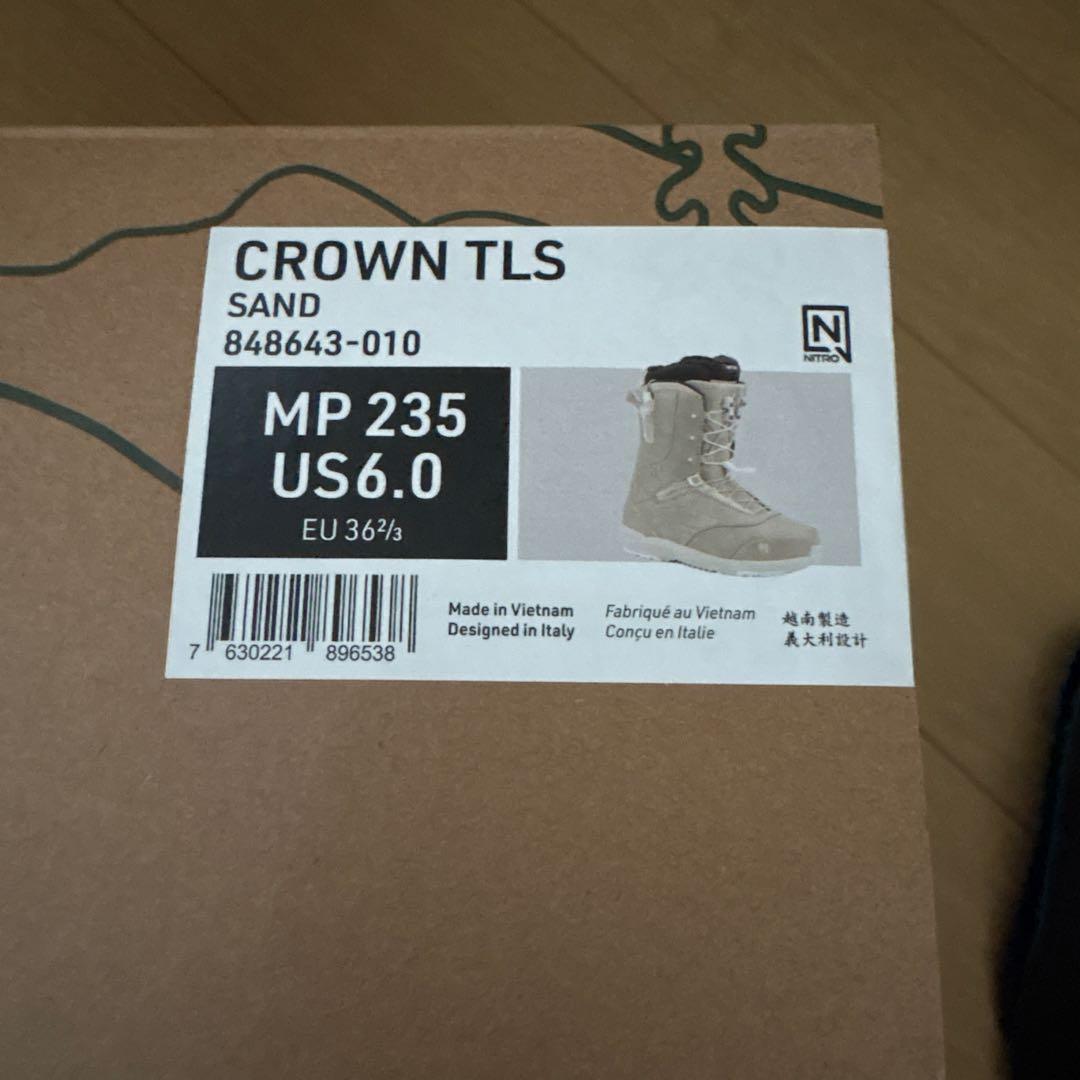 CROWN TLS
SAND
848643-010
N
NITRO
MP 235
US6.0
EU 36⅔
7 630221 896538
Made in Vietnam
Designed in Italy
Fabriqué au Vietnam
Conçu en Italie
越南製造
義大利設計